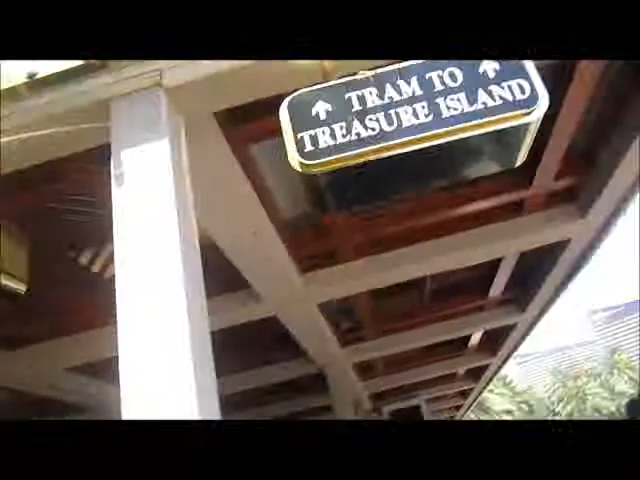 ↑ TRAM TO ↑
TREASURE ISLAND